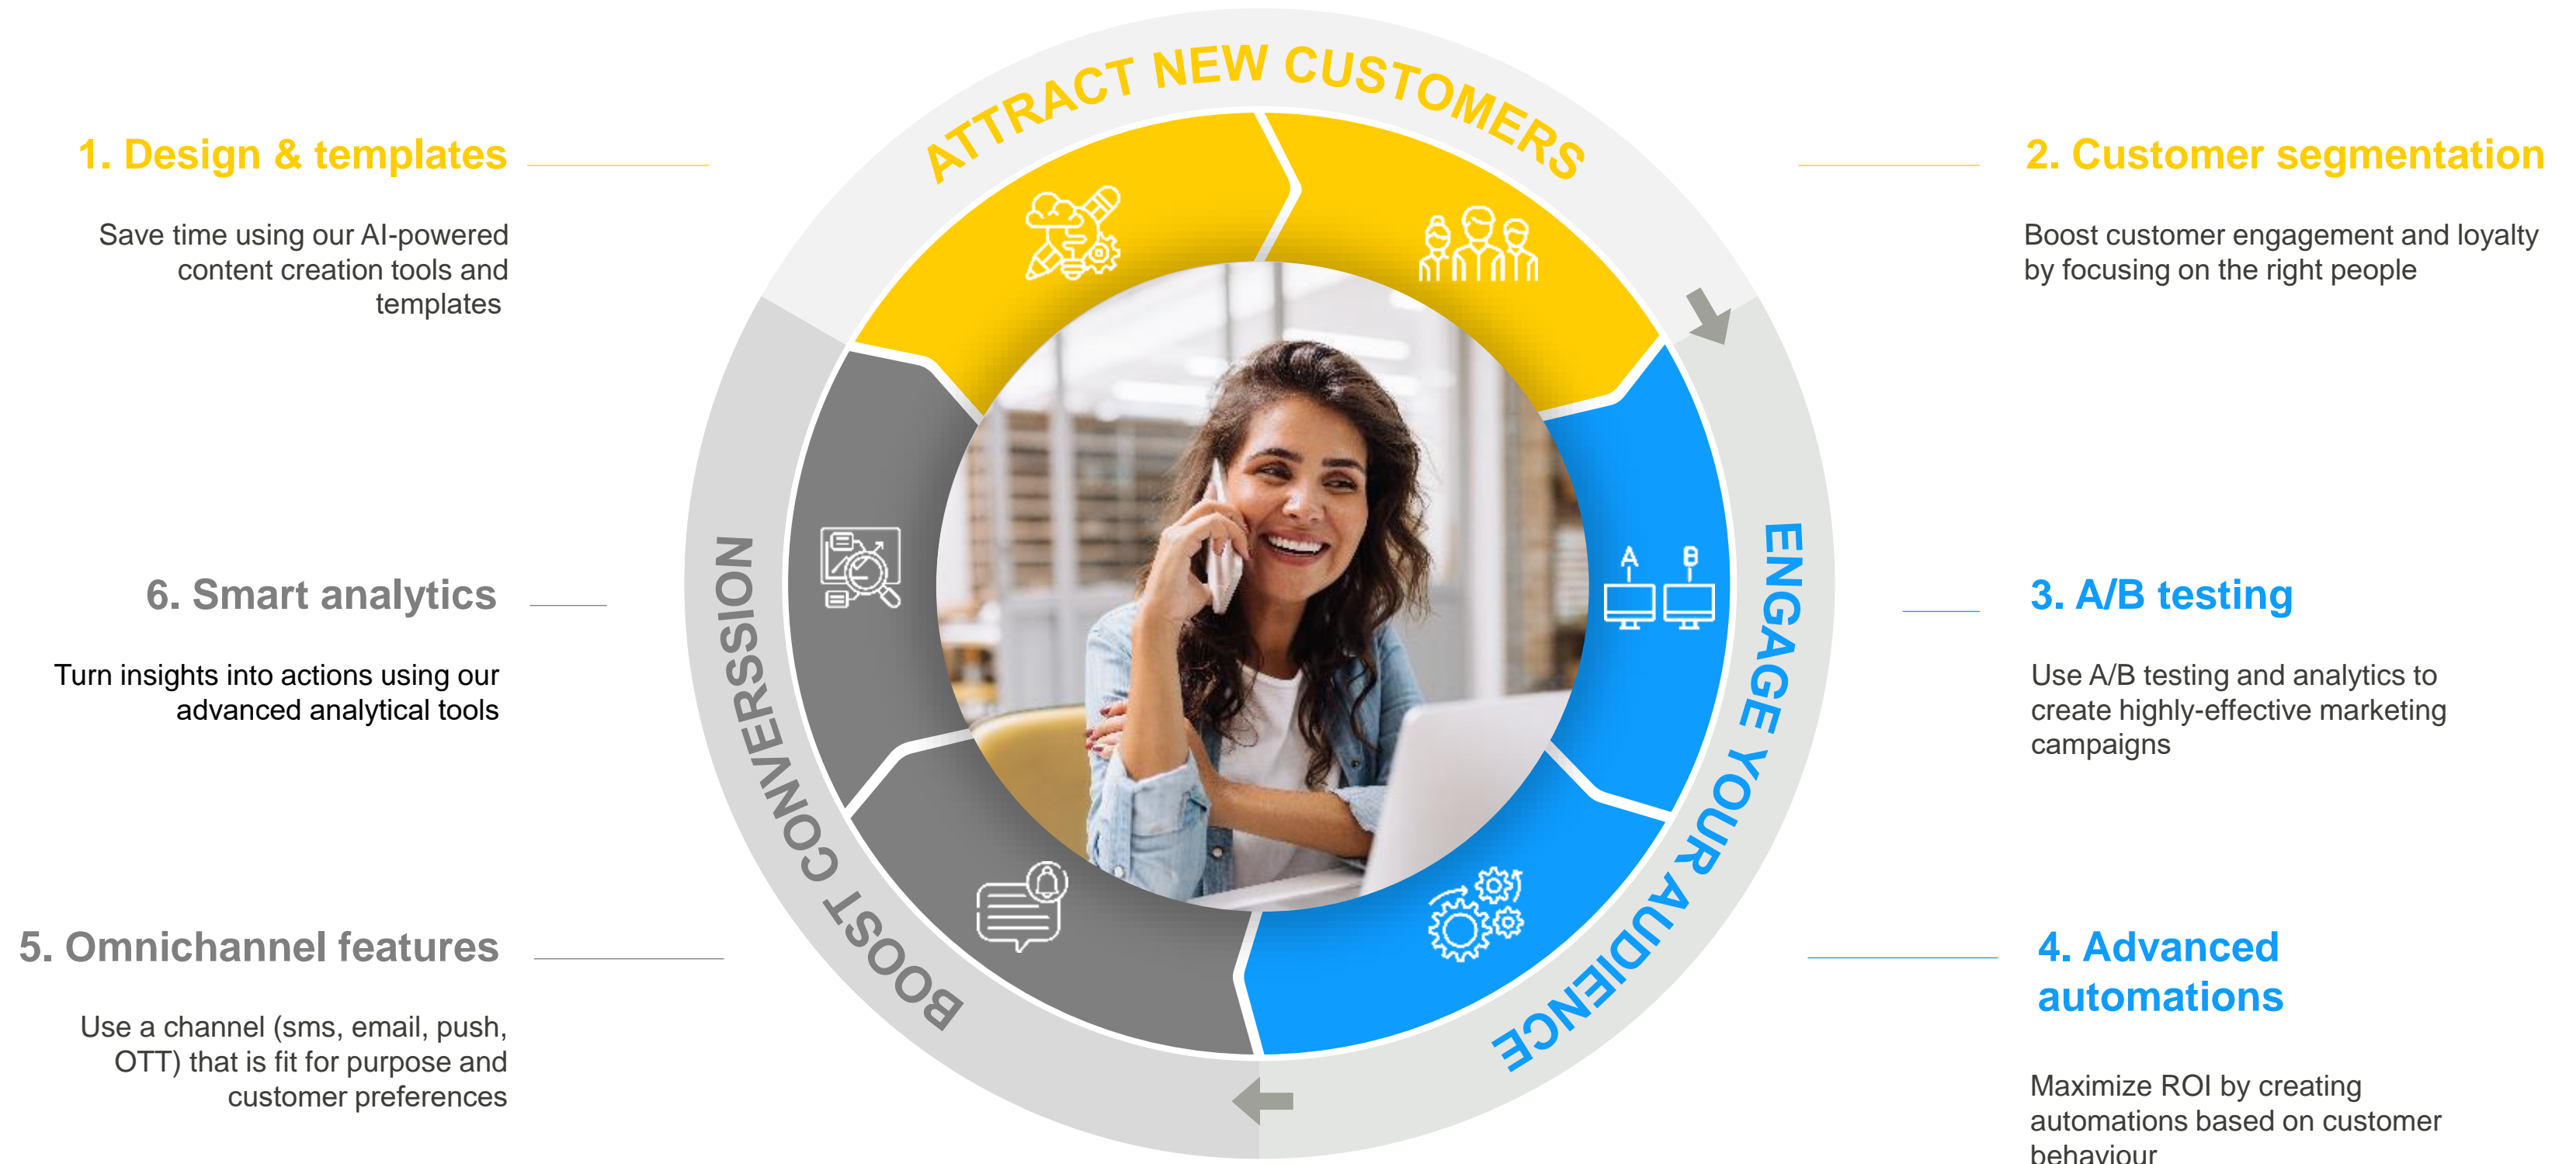 ATTRACT NEW CUSTOMERS
1. Design & templates
Save time using our AI-powered
content creation tools and
templates
2. Customer segmentation
Boost customer engagement and loyalty
by focusing on the right people
ENGAGE YOUR AUDIENCE
A B
3. A/B testing
Use A/B testing and analytics to
create highly-effective marketing
campaigns
4. Advanced
automations
Maximize ROI by creating
automations based on customer
behaviour
BOOST CONVERSSION
5. Omnichannel features
Use a channel (sms, email, push,
OTT) that is fit for purpose and
customer preferences
6. Smart analytics
Turn insights into actions using our
advanced analytical tools